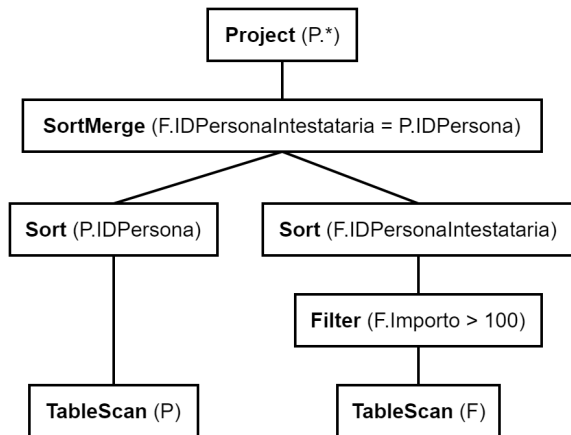 Project (P.*)
SortMerge (F.IDPersonaIntestataria = P.IDPersona)
Sort (P.IDPersona)
Sort (F.IDPersonaIntestataria)
Filter (F.Importo > 100)
TableScan (P)
TableScan (F)